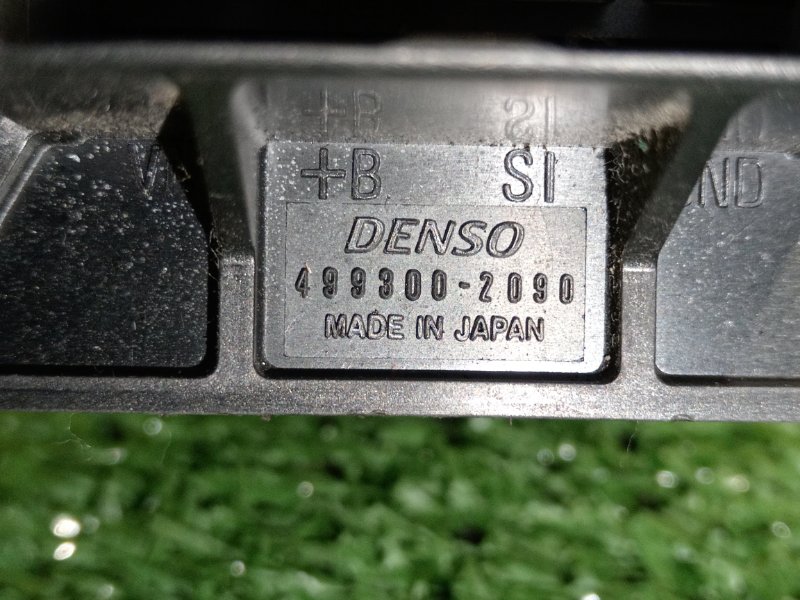 +B SI
DENSO
499300-2090
MADE IN JAPAN